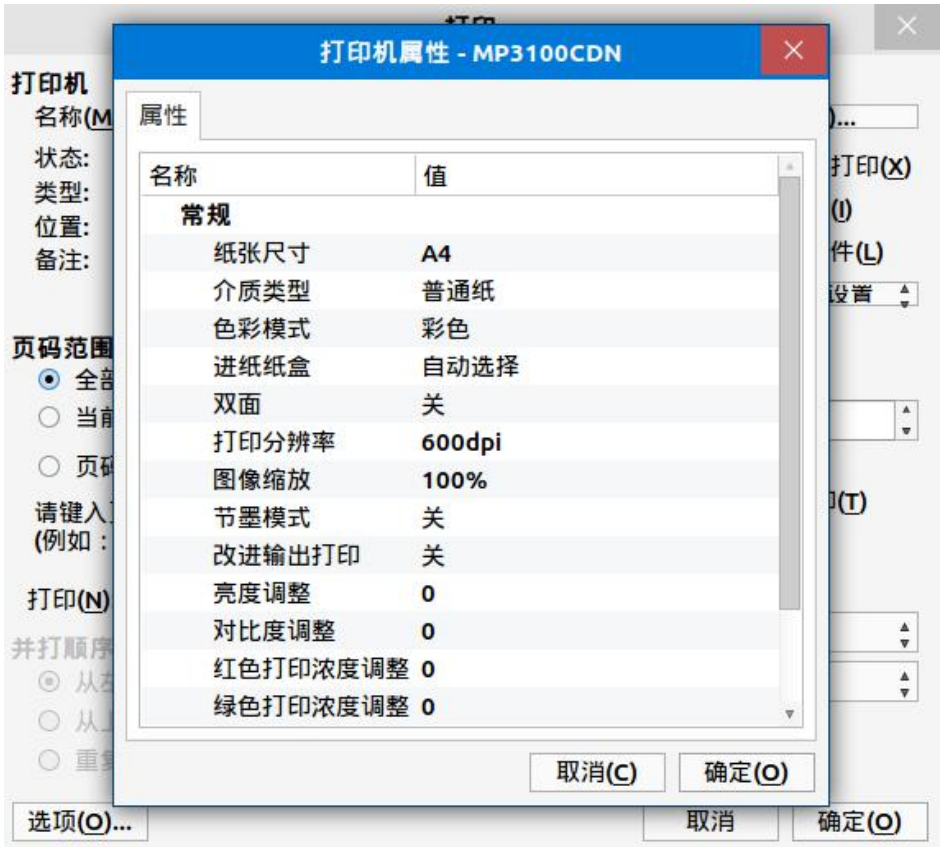 打印
打印机属性 - MP3100CDN
打印机
名称(M
)...
属性
状态:
打印(X)
名称 值
类型:
常规
(I)
位置:
纸张尺寸 A4
件(L)
备注:
介质类型 普通纸
设置
色彩模式 彩色
页码范围
进纸纸盒 自动选择
全部
双面 关
当前
打印分辨率 600dpi
页码
图像缩放 100%
请键入
节墨模式 关
(T)
(例如：
改进输出打印 关
打印(N)
亮度调整 0
对比度调整 0
并打顺序
红色打印浓度调整 0
从左
绿色打印浓度调整 0
从上
重复
取消(C) 确定(O)
选项(O)... 取消 确定(O)